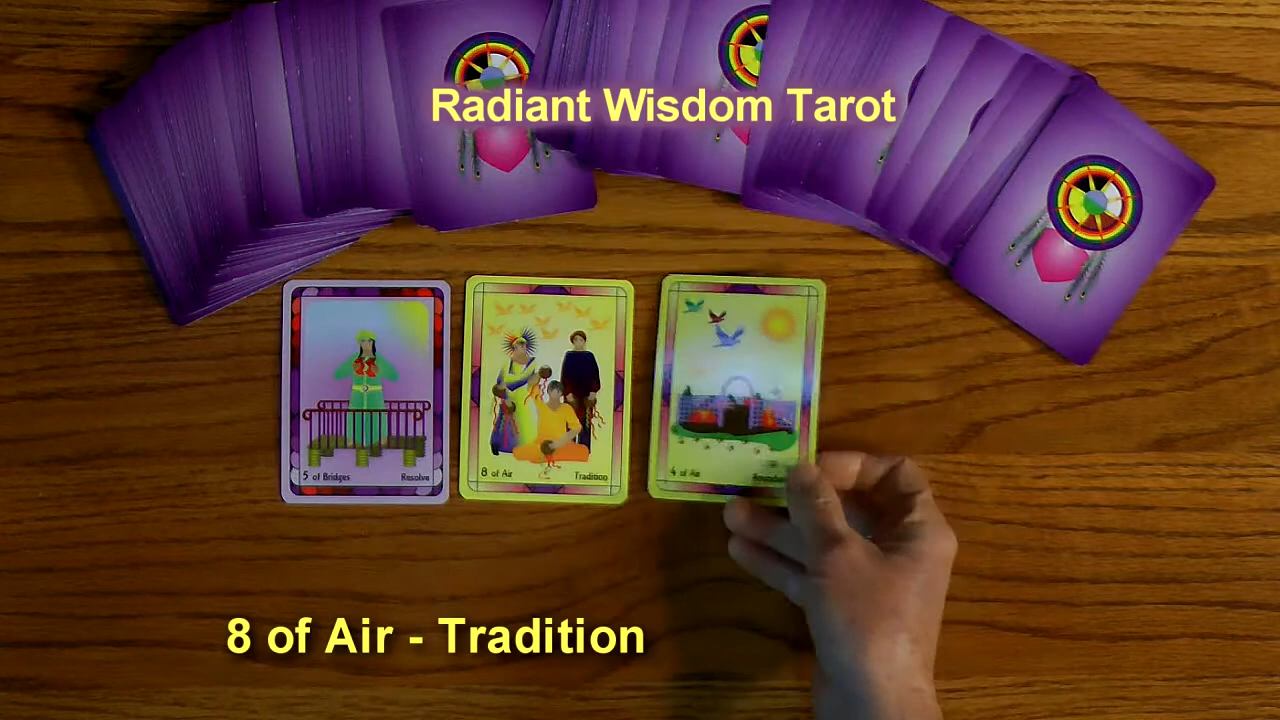 Radiant Wisdom Tarot
5 of Bridges
Resolve
8 of Air
Tradition
4 of Air
8 of Air - Tradition